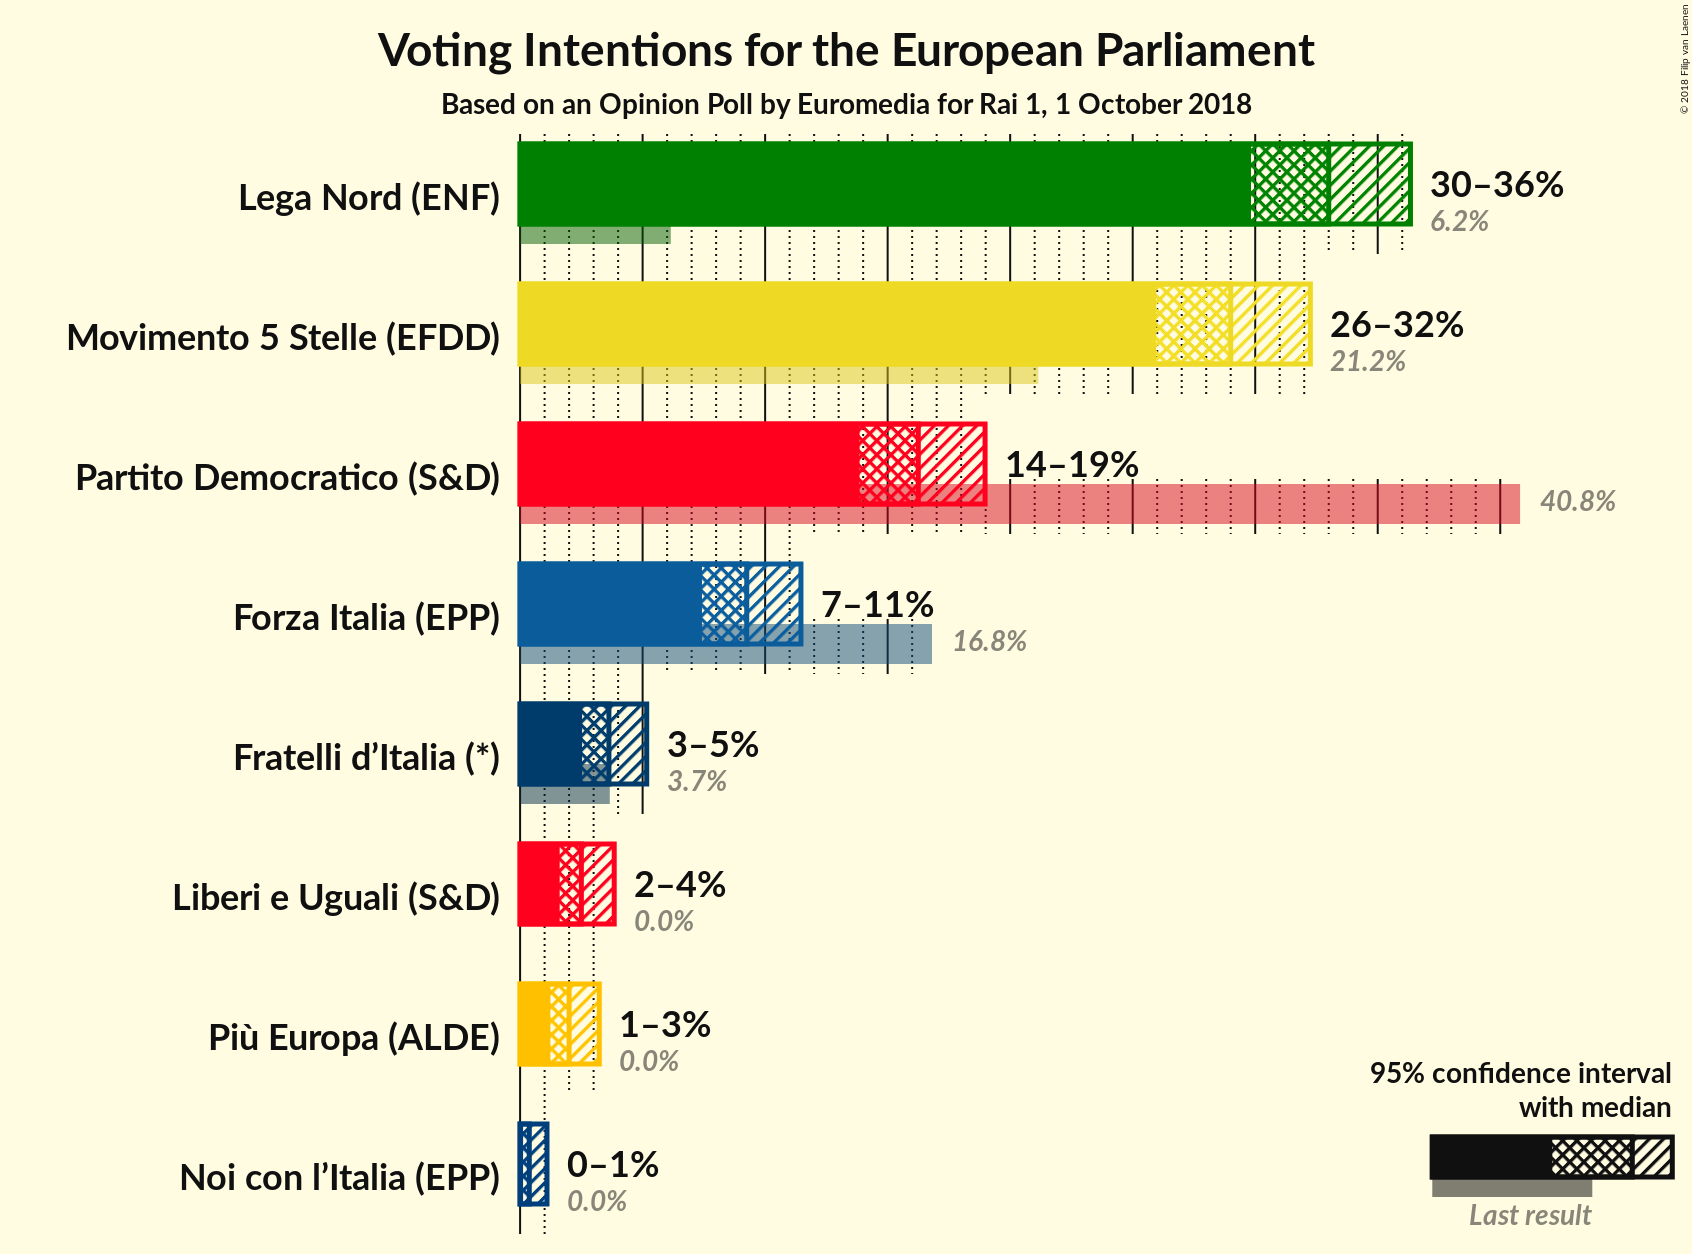 Voting Intentions for the European Parliament
Based on an Opinion Poll by Euromedia for Rai 1, 1 October 2018
© 2018 Filip van Laenen
Lega Nord (ENF)
30–36%
6.2%
Movimento 5 Stelle (EFDD)
26–32%
21.2%
Partito Democratico (S&D)
14–19%
40.8%
Forza Italia (EPP)
7–11%
16.8%
Fratelli d’Italia (*)
3–5%
3.7%
Liberi e Uguali (S&D)
2–4%
0.0%
Più Europa (ALDE)
1–3%
0.0%
Noi con l’Italia (EPP)
0–1%
0.0%
95% confidence interval
with median
Last result